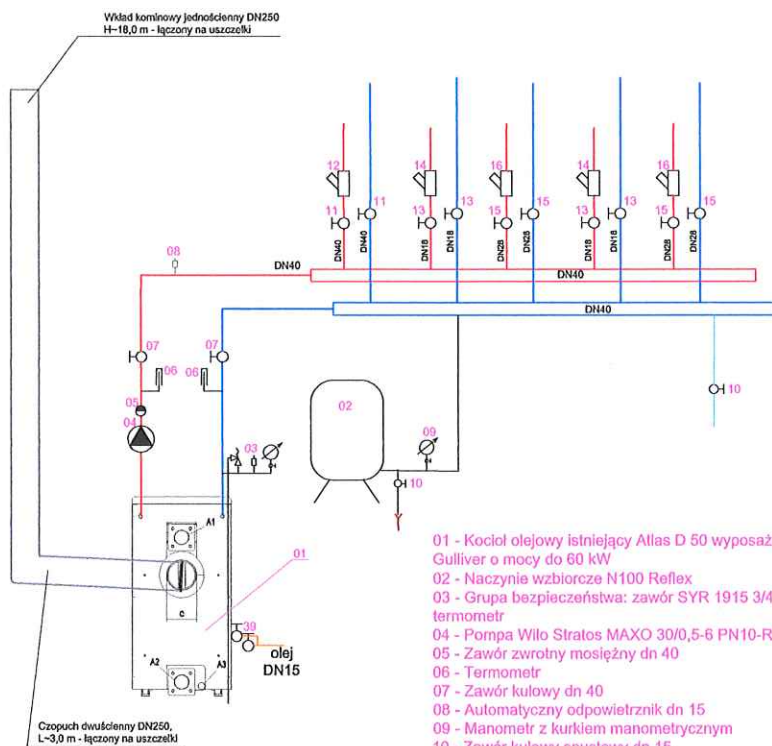 Wkład kominowy jednościenny DN250
H~18,0 m - łączony na uszczelki
12
14
16
14
16
11
11
13
13
15
15
13
13
15
15
DN40
DN40
DN18
DN18
DN28
DN28
DN18
DN18
DN28
DN28
08
DN40
DN40
DN40
07
07
06
06
05
04
03
02
09
10
10
A1
01
C
39
olej
DN15
A2
A3
Czopuch dwuścienny DN250,
L~3,0 m - łączony na uszczelki
01 - Kocioł olejowy istniejący Atlas D 50 wyposaż
Gulliver o mocy do 60 kW
02 - Naczynie wzbiorcze N100 Reflex
03 - Grupa bezpieczeństwa: zawór SYR 1915 3/4
termometr
04 - Pompa Wilo Stratos MAXO 30/0,5-6 PN10-R
05 - Zawór zwrotny mosiężny dn 40
06 - Termometr
07 - Zawór kulowy dn 40
08 - Automatyczny odpowietrznik dn 15
09 - Manometr z kurkiem manometrycznym
10 - Zawór kulowy spustowy dn 15